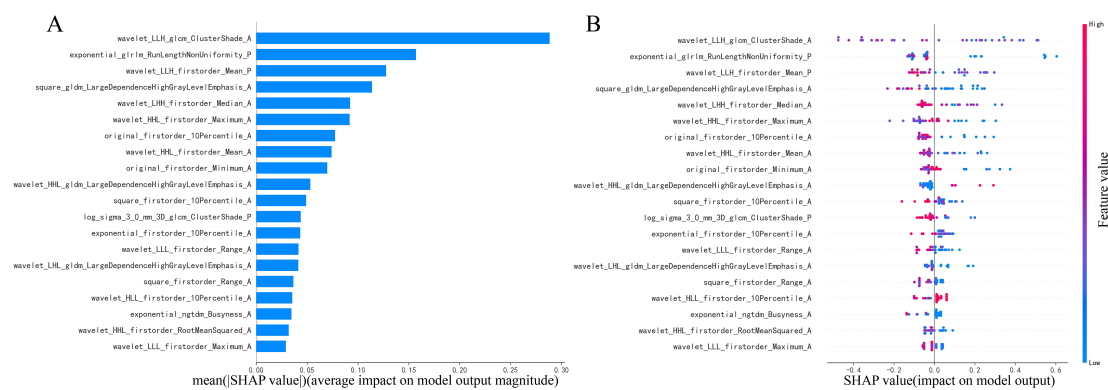 A
wavelet_LLH_glcm_ClusterShade_A
exponential_glrlm_RunLengthNonUniformity_P
wavelet_LLH_firstorder_Mean_P
square_gldm_LargeDependenceHighGrayLevelEmphasis_A
wavelet_LHH_firstorder_Median_A
wavelet_HHL_firstorder_Maximum_A
original_firstorder_10Percentile_A
wavelet_HHL_firstorder_Mean_A
original_firstorder_Minimum_A
wavelet_HHL_gldm_LargeDependenceHighGrayLevelEmphasis_A
square_firstorder_10Percentile_A
log_sigma_3_0_mm_3D_glcm_ClusterShade_P
exponential_firstorder_10Percentile_A
wavelet_LLL_firstorder_Range_A
wavelet_LHL_gldm_LargeDependenceHighGrayLevelEmphasis_A
square_firstorder_Range_A
wavelet_HLL_firstorder_10Percentile_A
exponential_ngtdm_Busyness_A
wavelet_HHL_firstorder_RootMeanSquared_A
wavelet_LLL_firstorder_Maximum_A
0.00 0.05 0.10 0.15 0.20 0.25 0.30
mean(|SHAP value|)(average impact on model output magnitude)
B
wavelet_LLH_glcm_ClusterShade_A
exponential_glrlm_RunLengthNonUniformity_P
wavelet_LLH_firstorder_Mean_P
square_gldm_LargeDependenceHighGrayLevelEmphasis_A
wavelet_LHH_firstorder_Median_A
wavelet_HHL_firstorder_Maximum_A
original_firstorder_10Percentile_A
wavelet_HHL_firstorder_Mean_A
original_firstorder_Minimum_A
wavelet_HHL_gldm_LargeDependenceHighGrayLevelEmphasis_A
square_firstorder_10Percentile_A
log_sigma_3_0_mm_3D_glcm_ClusterShade_P
exponential_firstorder_10Percentile_A
wavelet_LLL_firstorder_Range_A
wavelet_LHL_gldm_LargeDependenceHighGrayLevelEmphasis_A
square_firstorder_Range_A
wavelet_HLL_firstorder_10Percentile_A
exponential_ngtdm_Busyness_A
wavelet_HHL_firstorder_RootMeanSquared_A
wavelet_LLL_firstorder_Maximum_A
-0.4 -0.2 0.0 0.2 0.4 0.6
SHAP value(impact on model output)
High
Feature value
Low